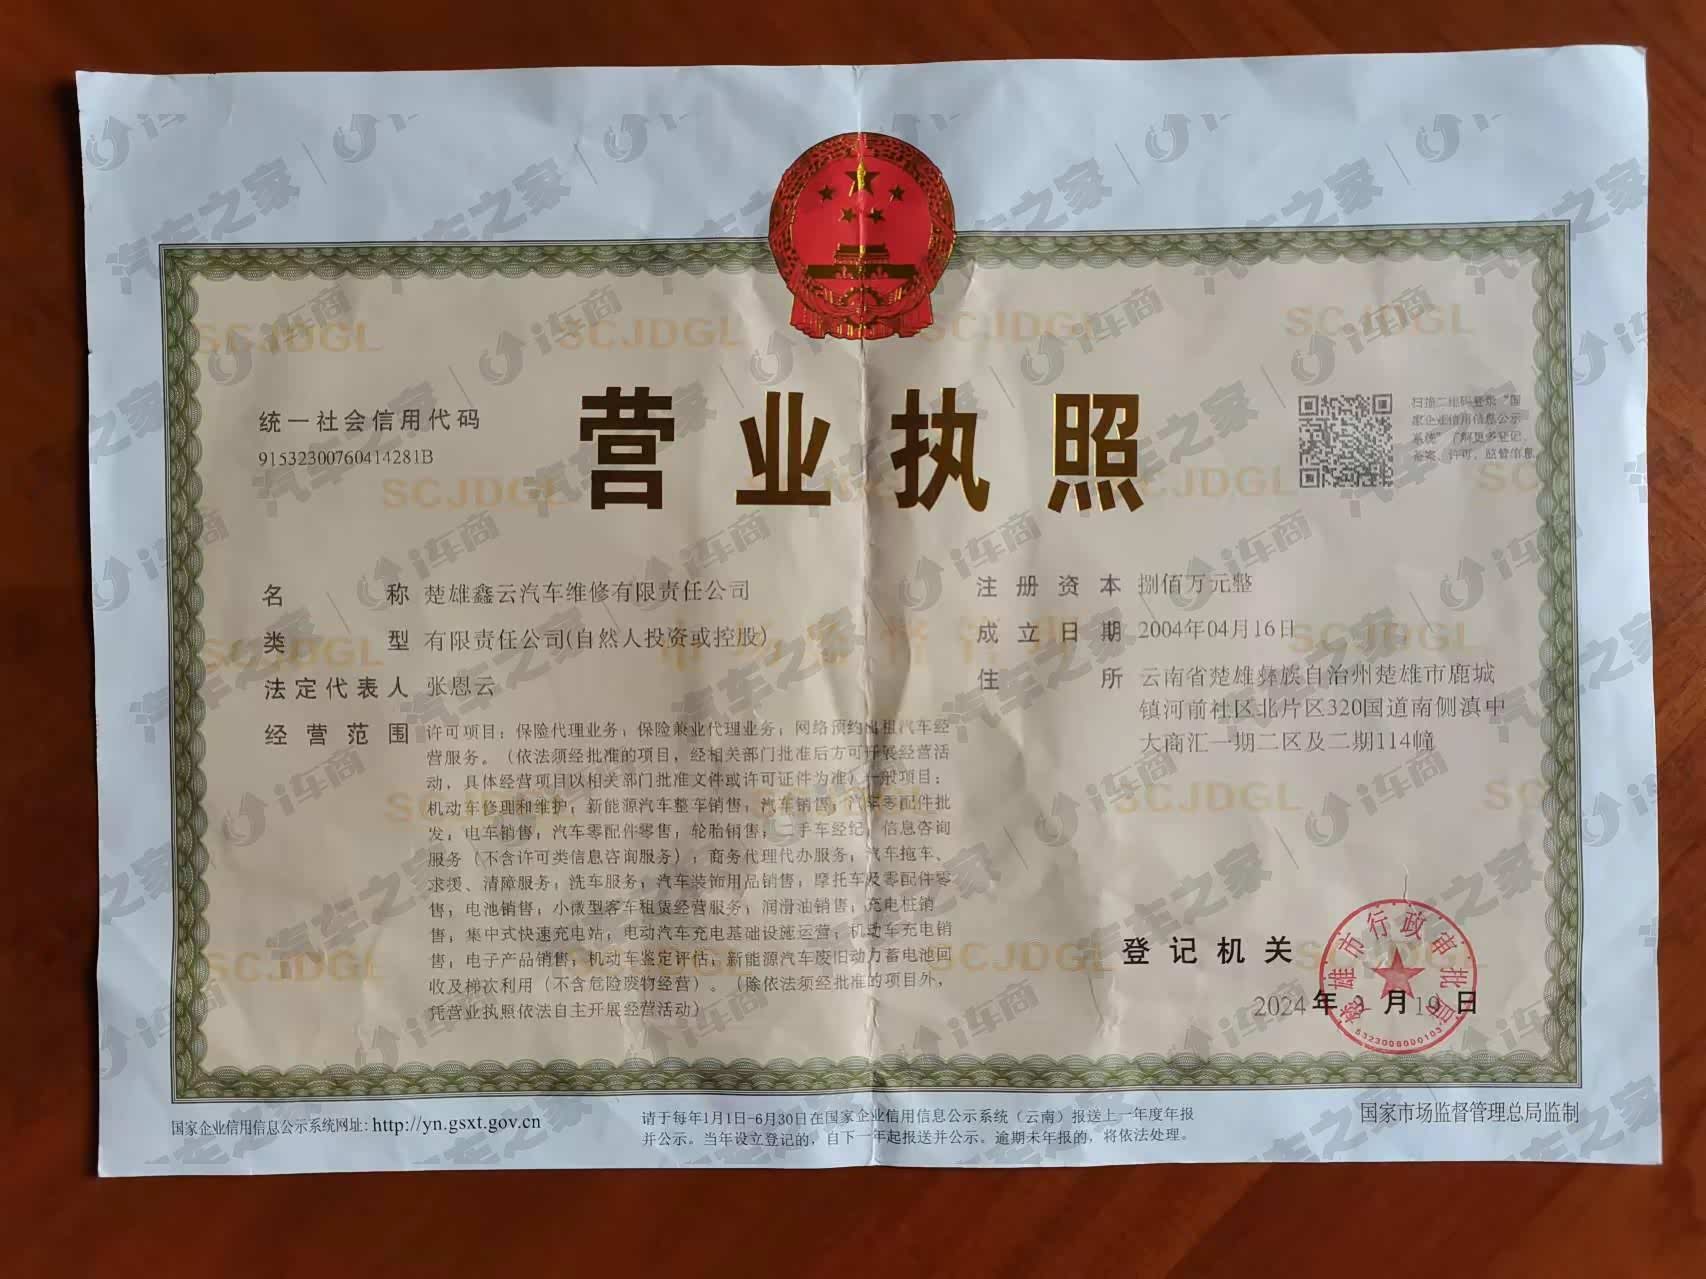 营业执照
统一社会信用代码
91532300760414281B
扫描二维码登录“国
家企业信用信息公示
系统”了解更多登记、
备案、许可、监管信息
名称 楚雄鑫云汽车维修有限责任公司
类型 有限责任公司(自然人投资或控股)
法定代表人 张恩云
经营范围 许可项目：保险代理业务；保险兼业代理业务；网络预约出租汽车经
营服务。（依法须经批准的项目，经相关部门批准后方可开展经营活
动，具体经营项目以相关部门批准文件或许可证件为准）一般项目：
机动车修理和维护；新能源汽车整车销售；汽车销售；汽车零配件批
发；电车销售；汽车零配件零售；轮胎销售；二手车经纪；信息咨询
服务（不含许可类信息咨询服务）；商务代理代办服务；汽车拖车、
求援、清障服务；洗车服务；汽车装饰用品销售；摩托车及零配件零
售；电池销售；小微型客车租赁经营服务；润滑油销售；充电桩销
售；集中式快速充电站；电动汽车充电基础设施运营；机动车充电销
售；电子产品销售；机动车鉴定评估；新能源汽车废旧动力蓄电池回
收及梯次利用（不含危险废物经营）。（除依法须经批准的项目外，
凭营业执照依法自主开展经营活动）
注册资本 捌佰万元整
成立日期 2004年04月16日
住所 云南省楚雄彝族自治州楚雄市鹿城
镇河前社区北片区320国道南侧滇中
大商汇一期二区及二期114幢
登记机关
楚雄市行政审批局
2024年3月19日
5323006000103
国家企业信用信息公示系统网址：http://yn.gsxt.gov.cn
请于每年1月1日-6月30日在国家企业信用信息公示系统（云南）报送上一年度年报
并公示。当年设立登记的，自下一年起报送并公示。逾期未年报的，将依法处理。
国家市场监督管理总局监制
SCJDGL
汽车之家
i车商